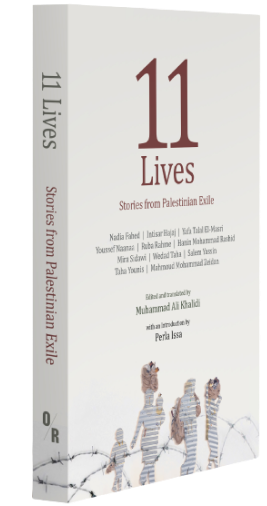 11 Lives
Stories from Palestinian Exile
O/R
11
Lives
Stories from Palestinian Exile
Nadia Fahed | Intisar Hajaj | Yafa Talal El-Masri
Youssef Naanaa | Ruba Rahme | Hanin Mohammad Rashid
Mira Sidawi | Wedad Taha | Salem Yassin
Taha Younis | Mahmoud Mohammad Zeidan
Edited and translated by
Muhammad Ali Khalidi
with an introduction by
Perla Issa